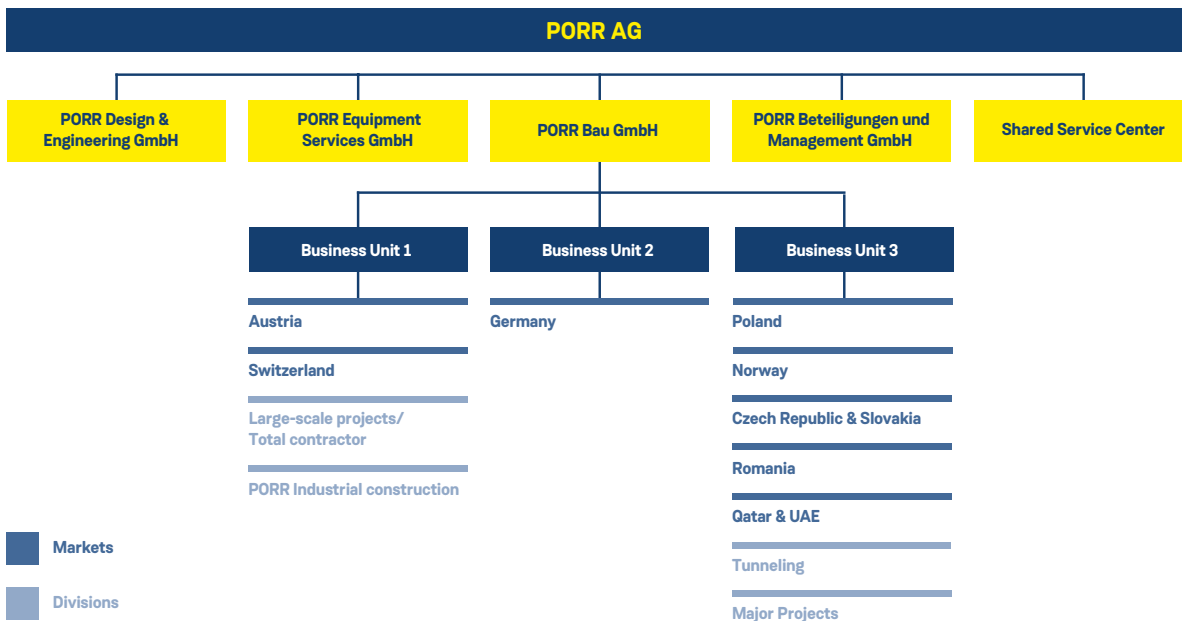 PORR AG
PORR Design &
Engineering GmbH
PORR Equipment
Services GmbH
PORR Bau GmbH
PORR Beteiligungen und
Management GmbH
Shared Service Center
Business Unit 1
Business Unit 2
Business Unit 3
Austria
Switzerland
Large-scale projects/
Total contractor
PORR Industrial construction
Germany
Poland
Norway
Czech Republic & Slovakia
Romania
Qatar & UAE
Tunneling
Major Projects
Markets
Divisions